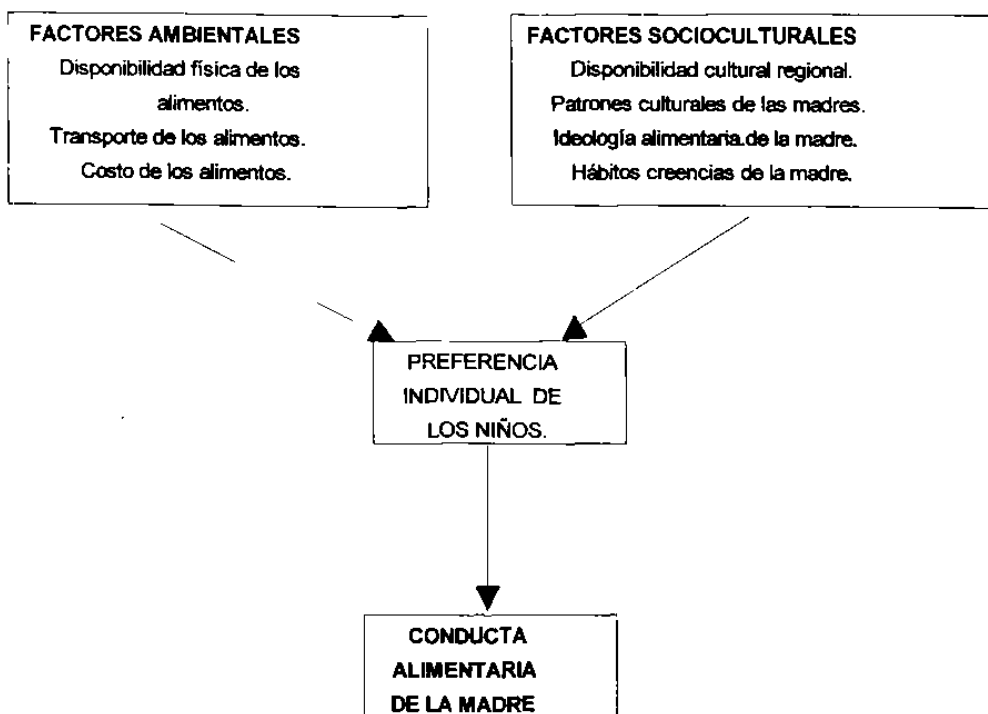 FACTORES AMBIENTALES
Disponibilidad física de los
alimentos.
Transporte de los alimentos.
Costo de los alimentos.
FACTORES SOCIOCULTURALES
Disponibilidad cultural regional.
Patrones culturales de las madres.
Ideología alimentaria.de la madre.
Hábitos creencias de la madre.
PREFERENCIA
INDIVIDUAL DE
LOS NIÑOS.
CONDUCTA
ALIMENTARIA
DE LA MADRE